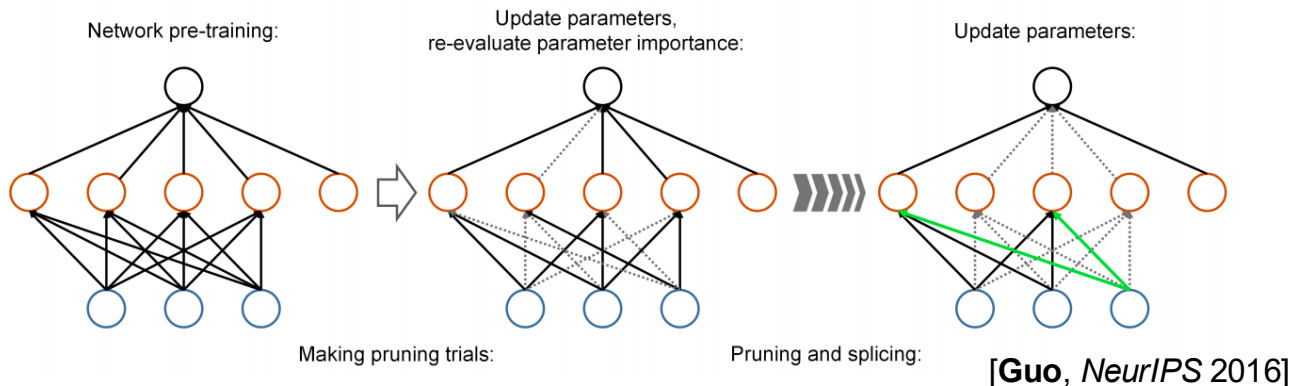 Network pre-training:
Update parameters,
re-evaluate parameter importance:
Update parameters:
Making pruning trials:
Pruning and splicing:
[Guo, NeurIPS 2016]